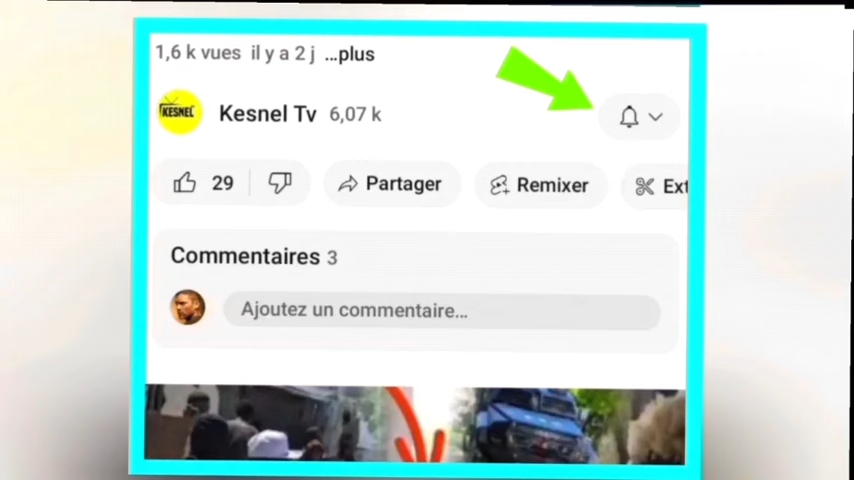 1,6 k vues il y a 2 j ...plus
KESNEL
Kesnel Tv 6,07 k
29 Partager Remixer Ext
Commentaires 3
Ajoutez un commentaire...